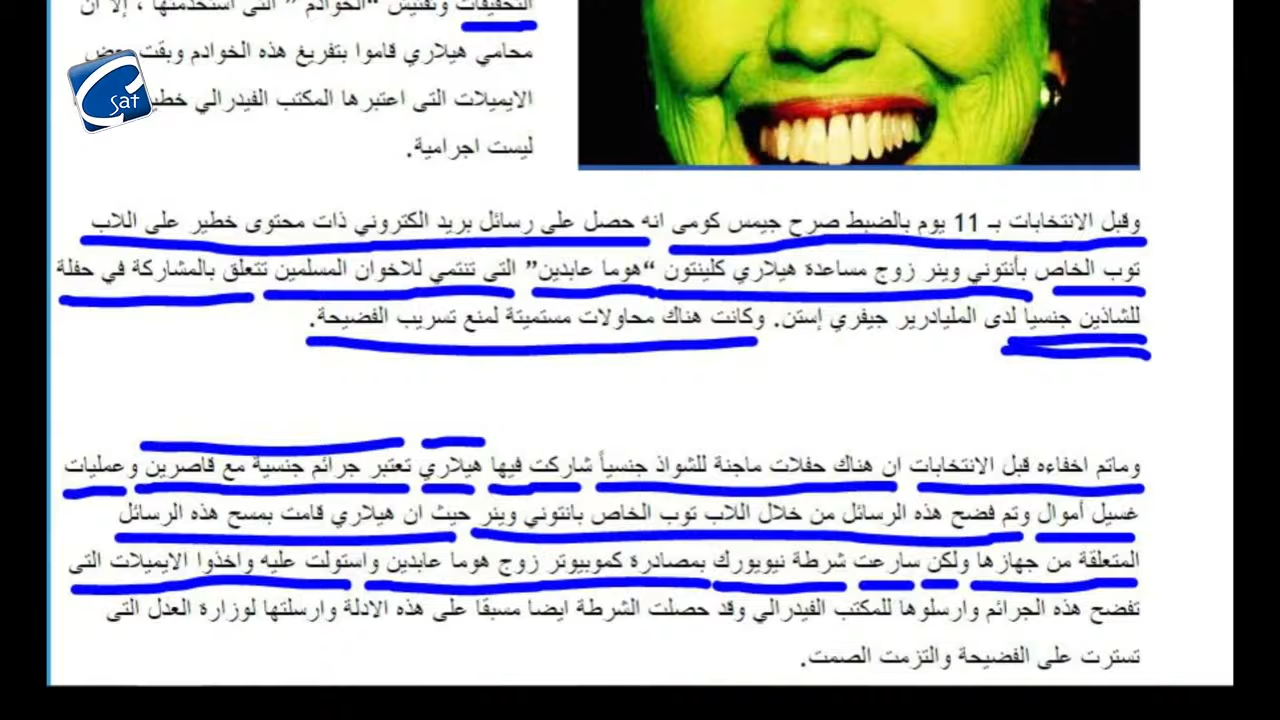 التحقيقات وتفتيش "الخوادم" التى استخدمتها ، إلا ان
محامي هيلاري قاموا بتفريغ هذه الخوادم وبقت بعض
الايميلات التى اعتبرها المكتب الفيدرالي
ليست اجرامية.
C Sat
وقبل الانتخابات بـ 11 يوم بالضبط صرح جيمس كومى انه حصل على رسائل بريد الكتروني ذات محتوى خطير على اللاب
توب الخاص بأنتوني وينر زوج مساعدة هيلاري كلينتون "هوما عابدين" التى تنتمي للاخوان المسلمين تتعلق بالمشاركة في حفلة
للشاذين جنسيا لدى المليادرير جيفري إستن. وكانت هناك محاولات مستميتة لمنع تسريب الفضيحة.
وماتم اخفاءه قبل الانتخابات ان هناك حفلات ماجنة للشواذ جنسياً شاركت فيها هيلاري تعتبر جرائم جنسية مع قاصرين وعمليات
غسيل أموال وتم فضح هذه الرسائل من خلال اللاب توب الخاص بانتوني وينر حيث ان هيلاري قامت بمسح هذه الرسائل
المتعلقة من جهازها ولكن سارعت شرطة نيويورك بمصادرة كموبيوتر زوج هوما عابدين واستولت عليه واخذوا الايميلات التى
تفضح هذه الجرائم وارسلوها للمكتب الفيدرالي وقد حصلت الشرطة ايضا مسبقا على هذه الادلة وارسلتها لوزارة العدل التى
تسترت على الفضيحة والتزمت الصمت.